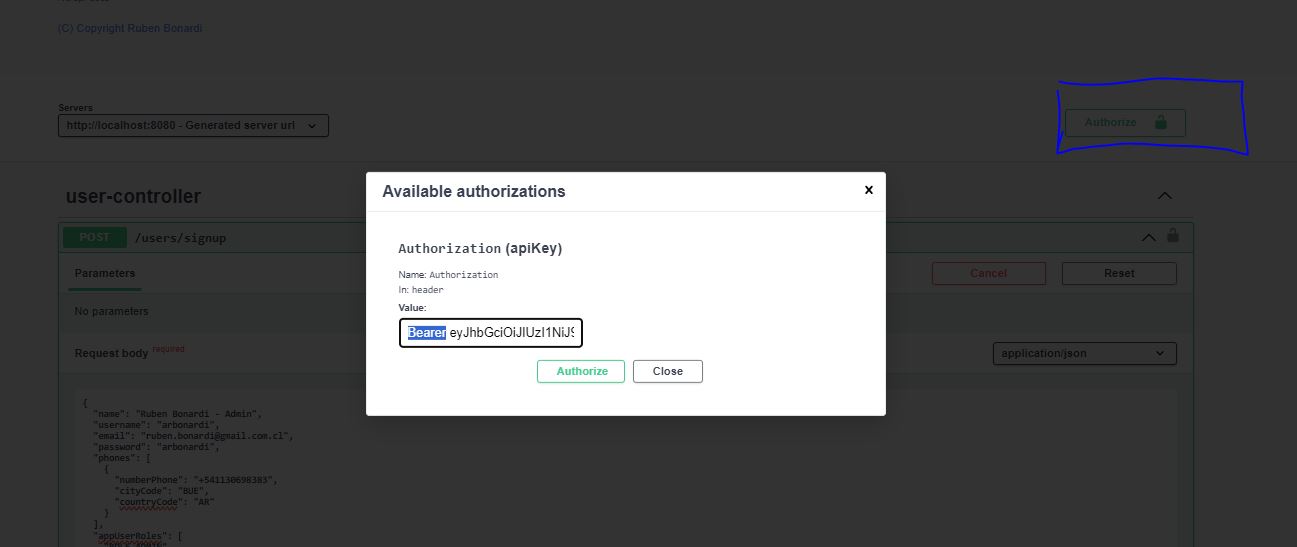 (C) Copyright Ruben Bonardi
Servers
http://localhost:8080 - Generated server url
Authorize
Available authorizations
x
user-controller
POST /users/signup
Authorization (apiKey)
Name: Authorization
In: header
Value:
Bearer eyJhbGciOiJIUzI1NiJ9
Authorize
Close
Parameters
Cancel
Reset
No parameters
Request body required
application/json
{
"name": "Ruben Bonardi - Admin",
"username": "arbonardi",
"email": "ruben.bonardi@gmail.com.cl",
"password": "arbonardi",
"phones": [
{
"numberPhone": "+541130698383",
"cityCode": "BUE",
"countryCode": "AR"
}
],
"appUserRoles": [